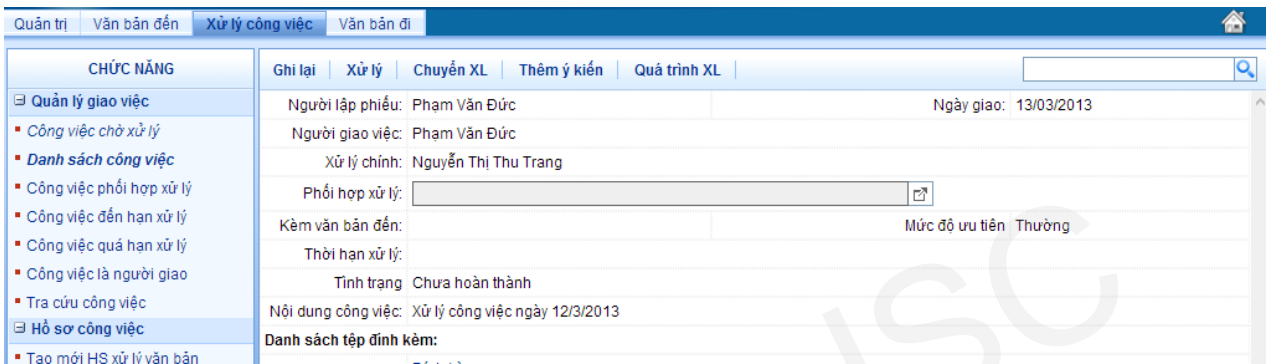 Quản trị Văn bản đến Xử lý công việc Văn bản đi
CHỨC NĂNG
Quản lý giao việc
Công việc chờ xử lý
Danh sách công việc
Công việc phối hợp xử lý
Công việc đến hạn xử lý
Công việc quá hạn xử lý
Công việc là người giao
Tra cứu công việc
Hồ sơ công việc
Tạo mới HS xử lý văn bản
Ghi lại Xử lý Chuyển XL Thêm ý kiến Quá trình XL
Người lập phiếu: Phạm Văn Đức Ngày giao: 13/03/2013
Người giao việc: Phạm Văn Đức
Xử lý chính: Nguyễn Thị Thu Trang
Phối hợp xử lý:
Kèm văn bản đến: Mức độ ưu tiên Thường
Thời hạn xử lý:
Tình trạng Chưa hoàn thành
Nội dung công việc: Xử lý công việc ngày 12/3/2013
Danh sách tệp đính kèm: